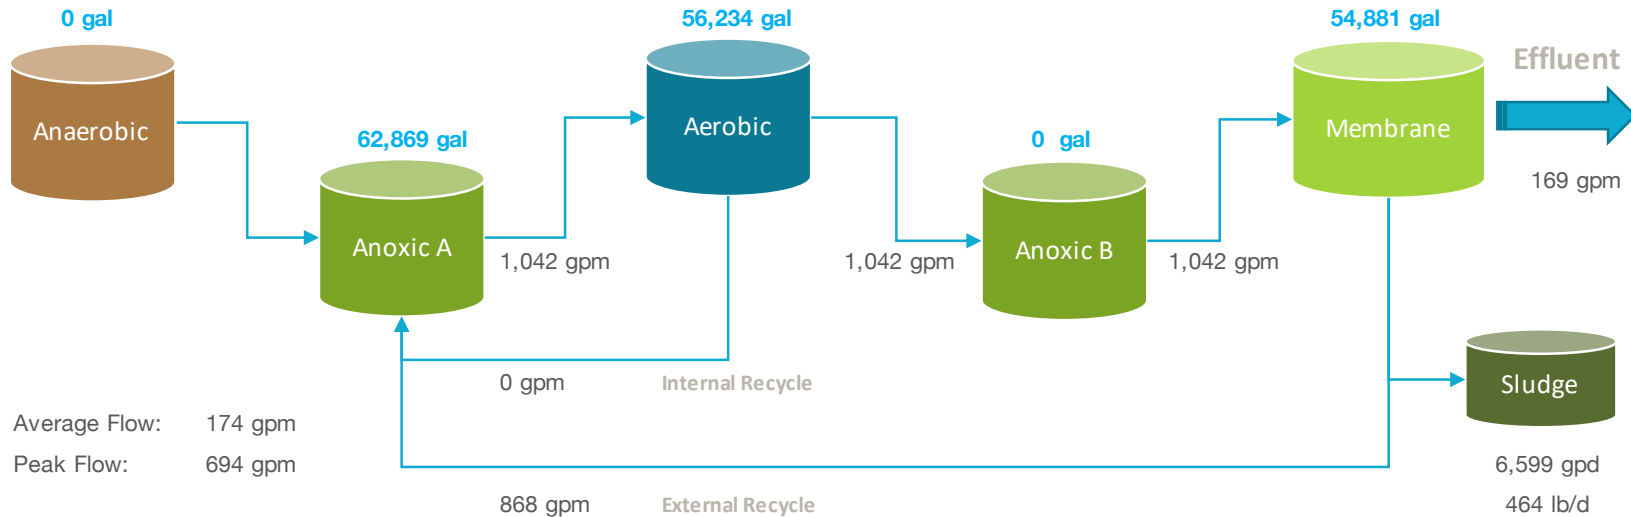 0 gal
56,234 gal
54,881 gal
Effluent
Anaerobic
Aerobic
Membrane
62,869 gal
0 gal
169 gpm
Anoxic A
Anoxic B
1,042 gpm
1,042 gpm
1,042 gpm
0 gpm
Internal Recycle
Sludge
Average Flow: 174 gpm
Peak Flow: 694 gpm
6,599 gpd
868 gpm
External Recycle
464 lb/d